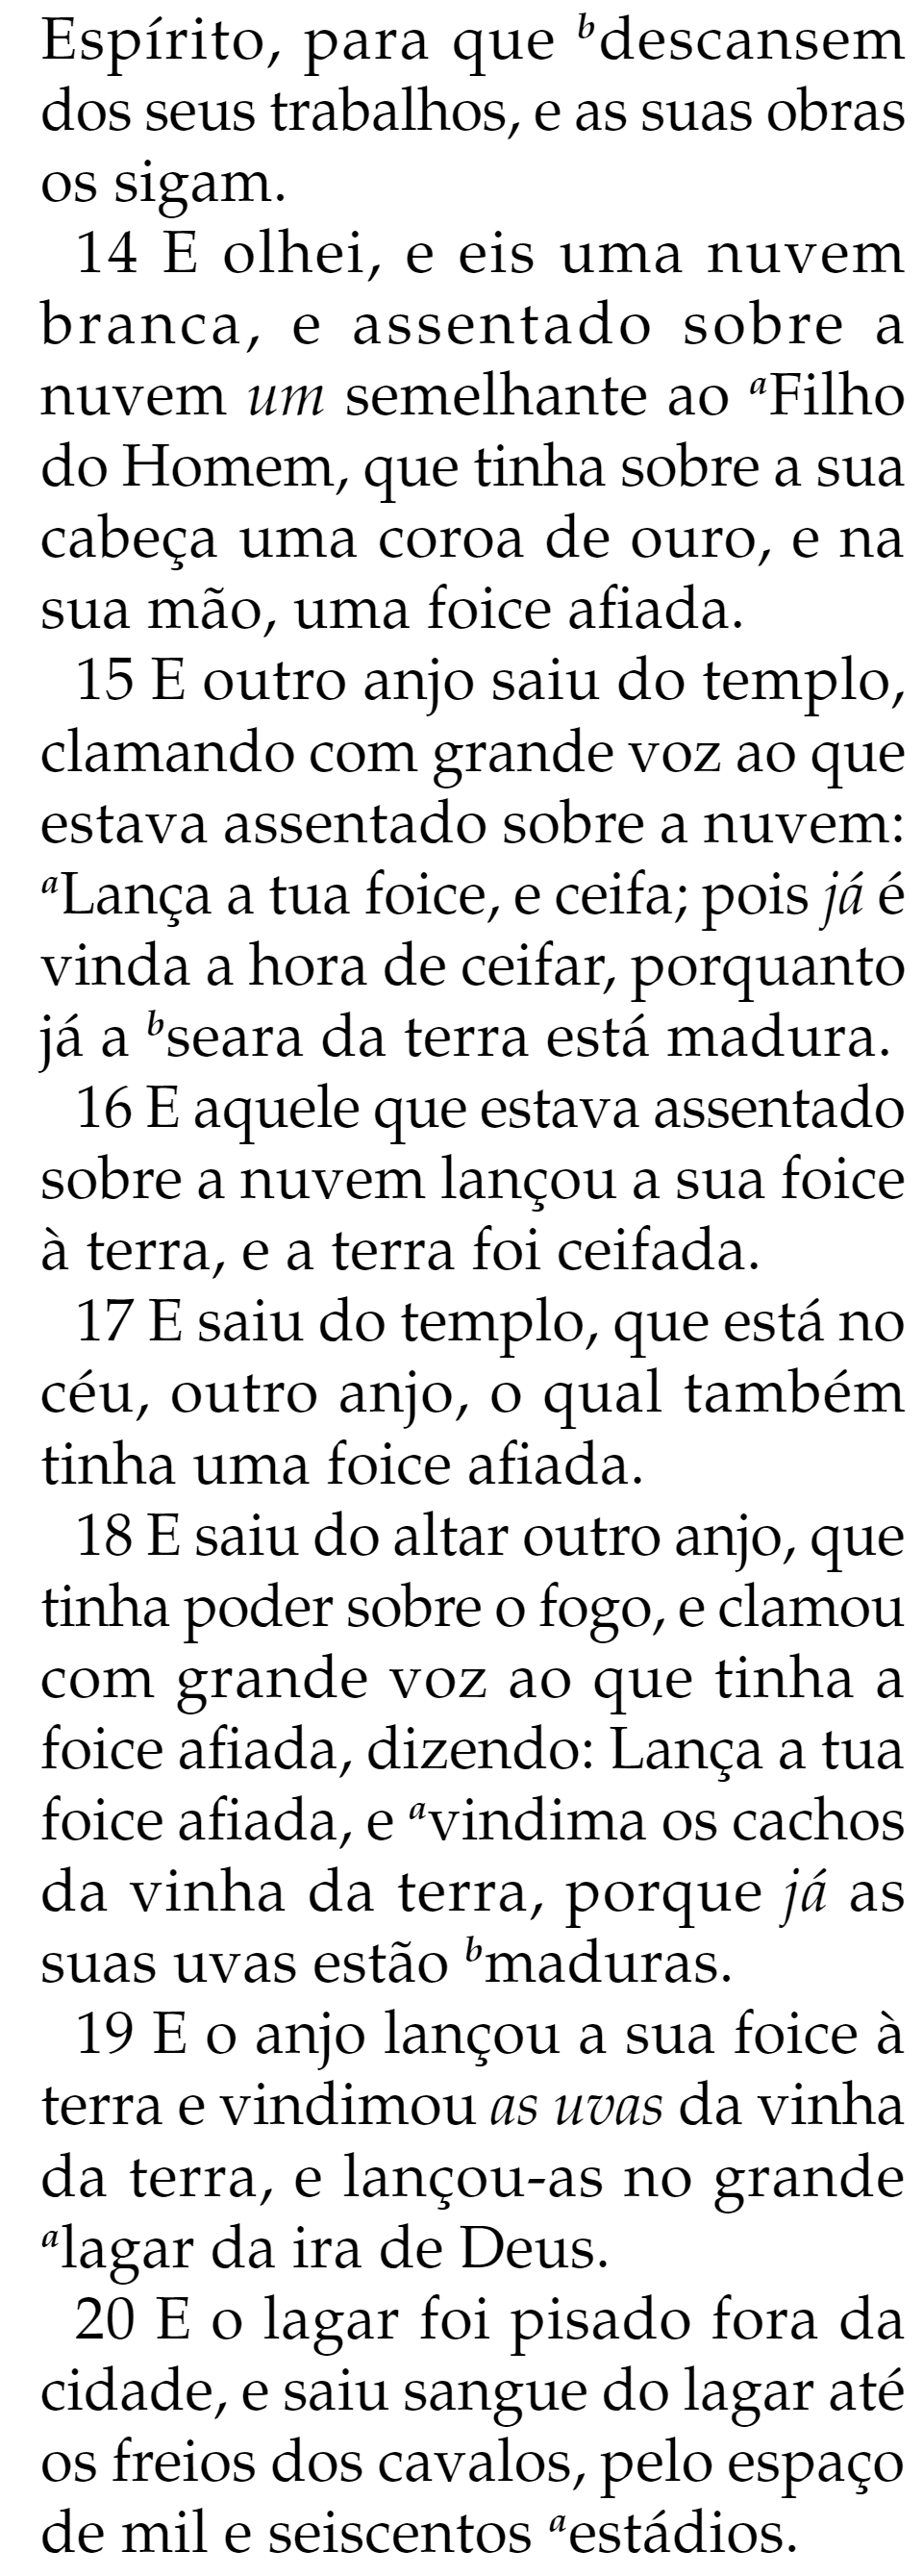 Espírito, para que ᵇdescansem
dos seus trabalhos, e as suas obras
os sigam.
14 E olhei, e eis uma nuvem
branca, e assentado sobre a
nuvem um semelhante ao ᵃFilho
do Homem, que tinha sobre a sua
cabeça uma coroa de ouro, e na
sua mão, uma foice afiada.
15 E outro anjo saiu do templo,
clamando com grande voz ao que
estava assentado sobre a nuvem:
ᵃLança a tua foice, e ceifa; pois já é
vinda a hora de ceifar, porquanto
já a ᵇseara da terra está madura.
16 E aquele que estava assentado
sobre a nuvem lançou a sua foice
à terra, e a terra foi ceifada.
17 E saiu do templo, que está no
céu, outro anjo, o qual também
tinha uma foice afiada.
18 E saiu do altar outro anjo, que
tinha poder sobre o fogo, e clamou
com grande voz ao que tinha a
foice afiada, dizendo: Lança a tua
foice afiada, e ᵃvindima os cachos
da vinha da terra, porque já as
suas uvas estão ᵇmaduras.
19 E o anjo lançou a sua foice à
terra e vindimou as uvas da vinha
da terra, e lançou-as no grande
ᵃlagar da ira de Deus.
20 E o lagar foi pisado fora da
cidade, e saiu sangue do lagar até
os freios dos cavalos, pelo espaço
de mil e seiscentos ᵃestádios.